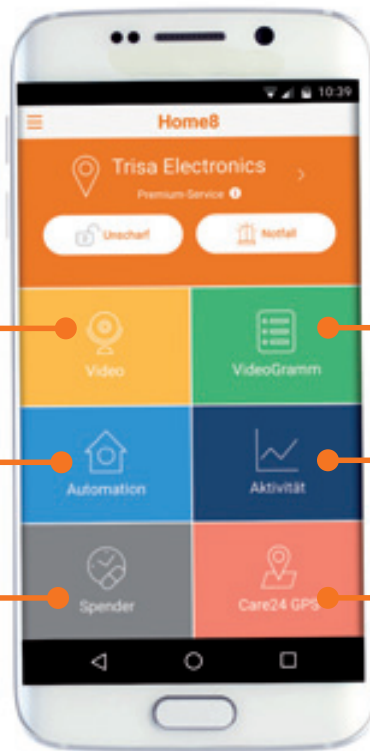 10:39
Home8
Trisa Electronics
Premium-Service
Unscharf
Notfall
Video
VideoGramm
Automation
Aktivität
Spender
Care24 GPS